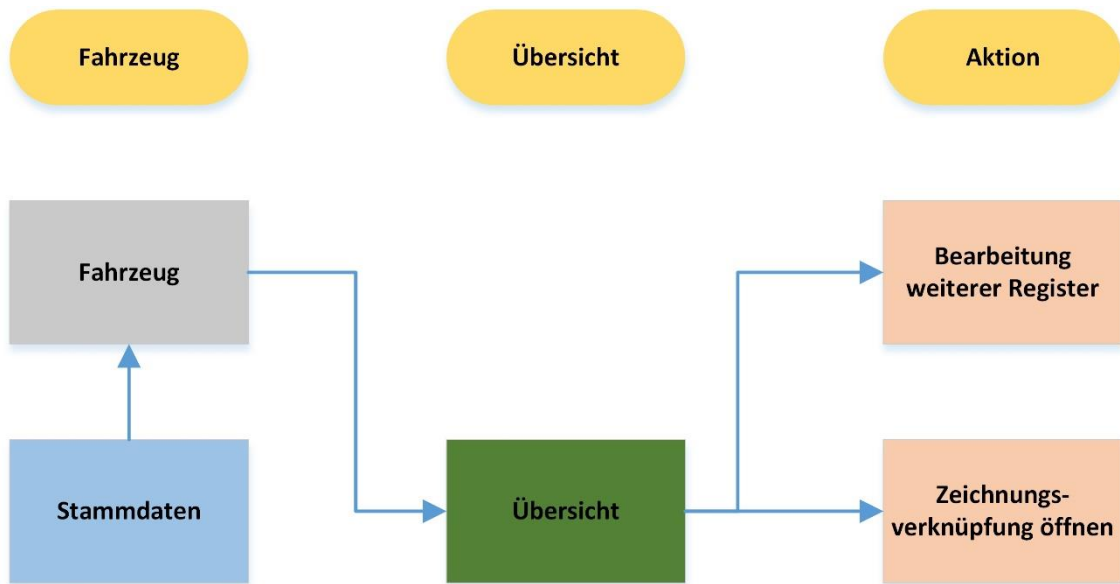 Fahrzeug
Übersicht
Aktion
Fahrzeug
Bearbeitung
weiterer Register
Stammdaten
Übersicht
Zeichnungs-
verknüpfung öffnen